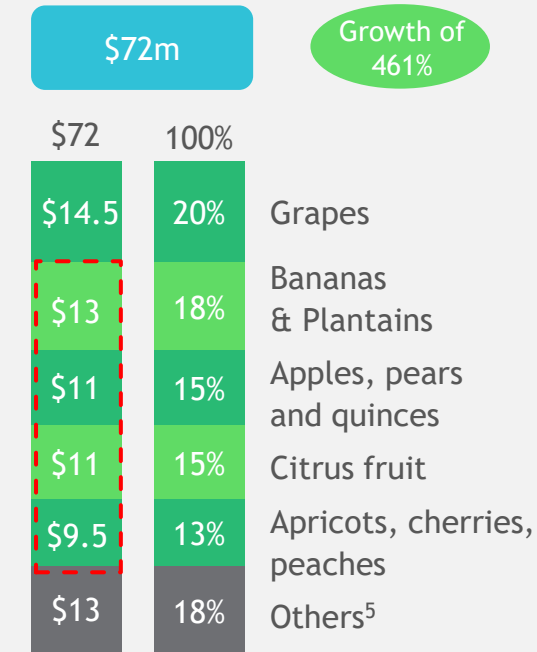 $72m
Growth of
461%
$72 100%
$14.5 20% Grapes
$13 18% Bananas
& Plantains
$11 15% Apples, pears
and quinces
$11 15% Citrus fruit
$9.5 13% Apricots, cherries,
peaches
$13 18% Others⁵